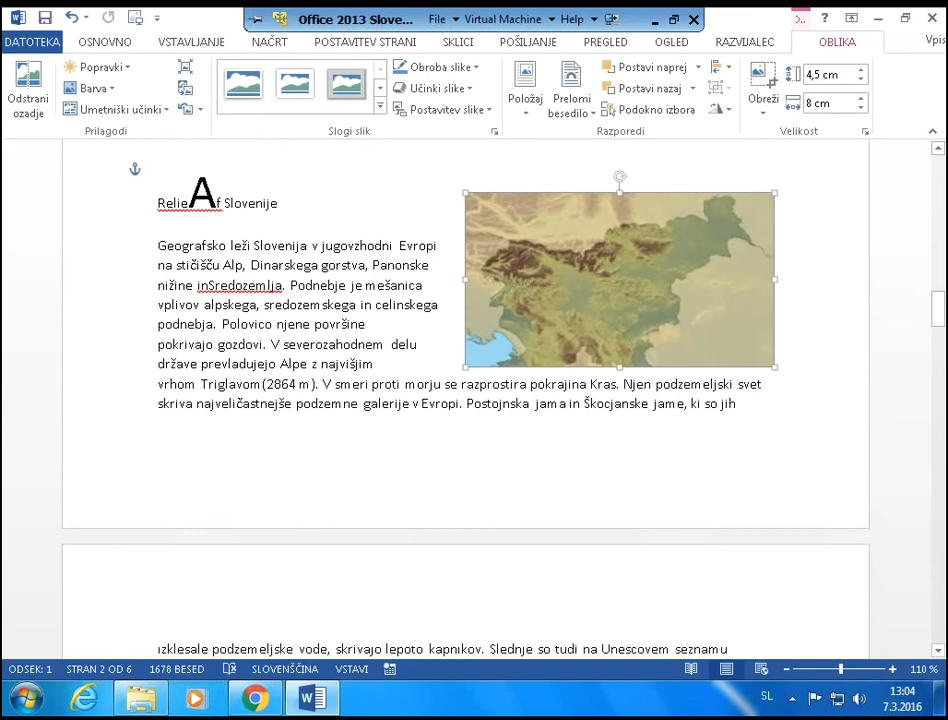 Office 2013 Slove...
File
Virtual Machine
Help
DATOTEKA
OSNOVNO
VSTAVLJANJE
NAČRT
POSTAVITEV STRANI
SKLICI
POŠILJANJE
PREGLED
OGLED
RAZVIJALEC
OBLIKA
Vpis
Odstrani ozadje
Popravki
Barva
Umetniški učinki
Prilagodi
Slogi slik
Obroba slike
Učinki slike
Postavitev slike
Položaj
Prelomi besedilo
Postavi naprej
Postavi nazaj
Podokno izbora
Razporedi
Obreži
4,5 cm
8 cm
Velikost
RelieAf Slovenije
Geografsko leži Slovenija v jugovzhodni Evropi
na stičišču Alp, Dinarskega gorstva, Panonske
nižine inSredozemlja. Podnebje je mešanica
vplivov alpskega, sredozemskega in celinskega
podnebja. Polovico njene površine
pokrivajo gozdovi. V severozahodnem delu
države prevladujejo Alpe z najvišjim
vrhom Triglavom(2864 m). V smeri proti morju se razprostira pokrajina Kras. Njen podzemeljski svet
skriva najveličastnejše podzemne galerije v Evropi. Postojnska jama in Škocjanske jame, ki so jih
izklesale podzemeljske vode, skrivajo lepoto kapnikov. Slednje so tudi na Unescovem seznamu
ODSEK: 1
STRAN 2 OD 6
1678 BESED
SLOVENŠČINA
VSTAVI
110 %
SL
13:04
7.3.2016